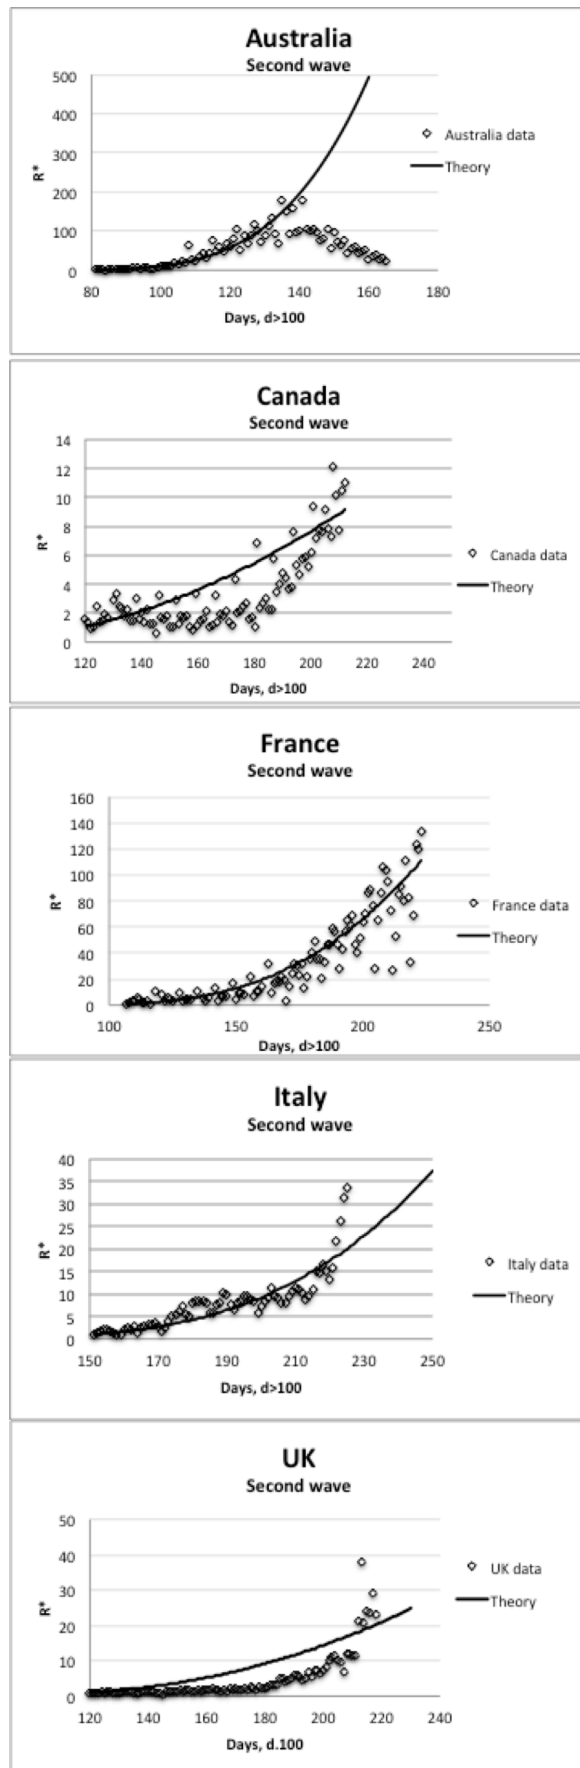 Australia
Second wave
500
400
300
200
100
0
R*
80 100 120 140 160 180
Days, d>100
Australia data
Theory
Canada
Second wave
14
12
10
8
6
4
2
0
R*
120 140 160 180 200 220 240
Days, d>100
Canada data
Theory
France
Second wave
160
140
120
100
80
60
40
20
0
R*
100 150 200 250
Days, d>100
France data
Theory
Italy
Second wave
40
35
30
25
20
15
10
5
0
R*
150 170 190 210 230 250
Days, d>100
Italy data
Theory
UK
Second wave
50
40
30
20
10
0
R*
120 140 160 180 200 220 240
Days, d.100
UK data
Theory